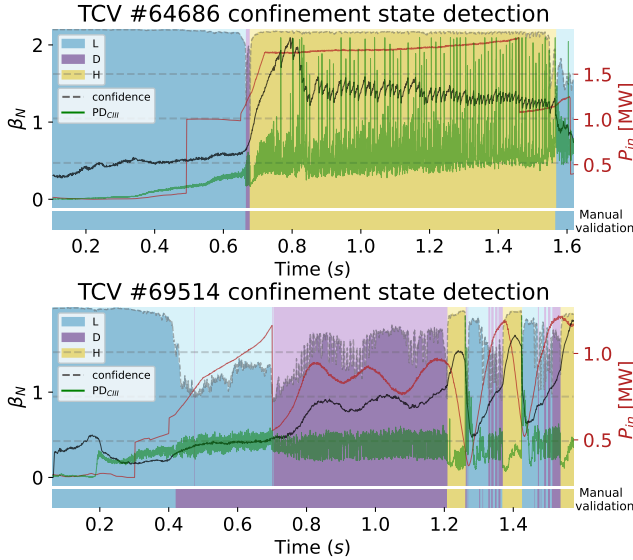 TCV #64686 confinement state detection
2
1
0
β_N
L
D
H
confidence
PD_CIII
1.5
1.0
0.5
P_in [MW]
Manual
validation
0.2 0.4 0.6 0.8 1.0 1.2 1.4 1.6
Time (s)
TCV #69514 confinement state detection
1
0
β_N
L
D
H
confidence
PD_CIII
1.0
0.5
P_in [MW]
Manual
validation
0.2 0.4 0.6 0.8 1.0 1.2 1.4
Time (s)